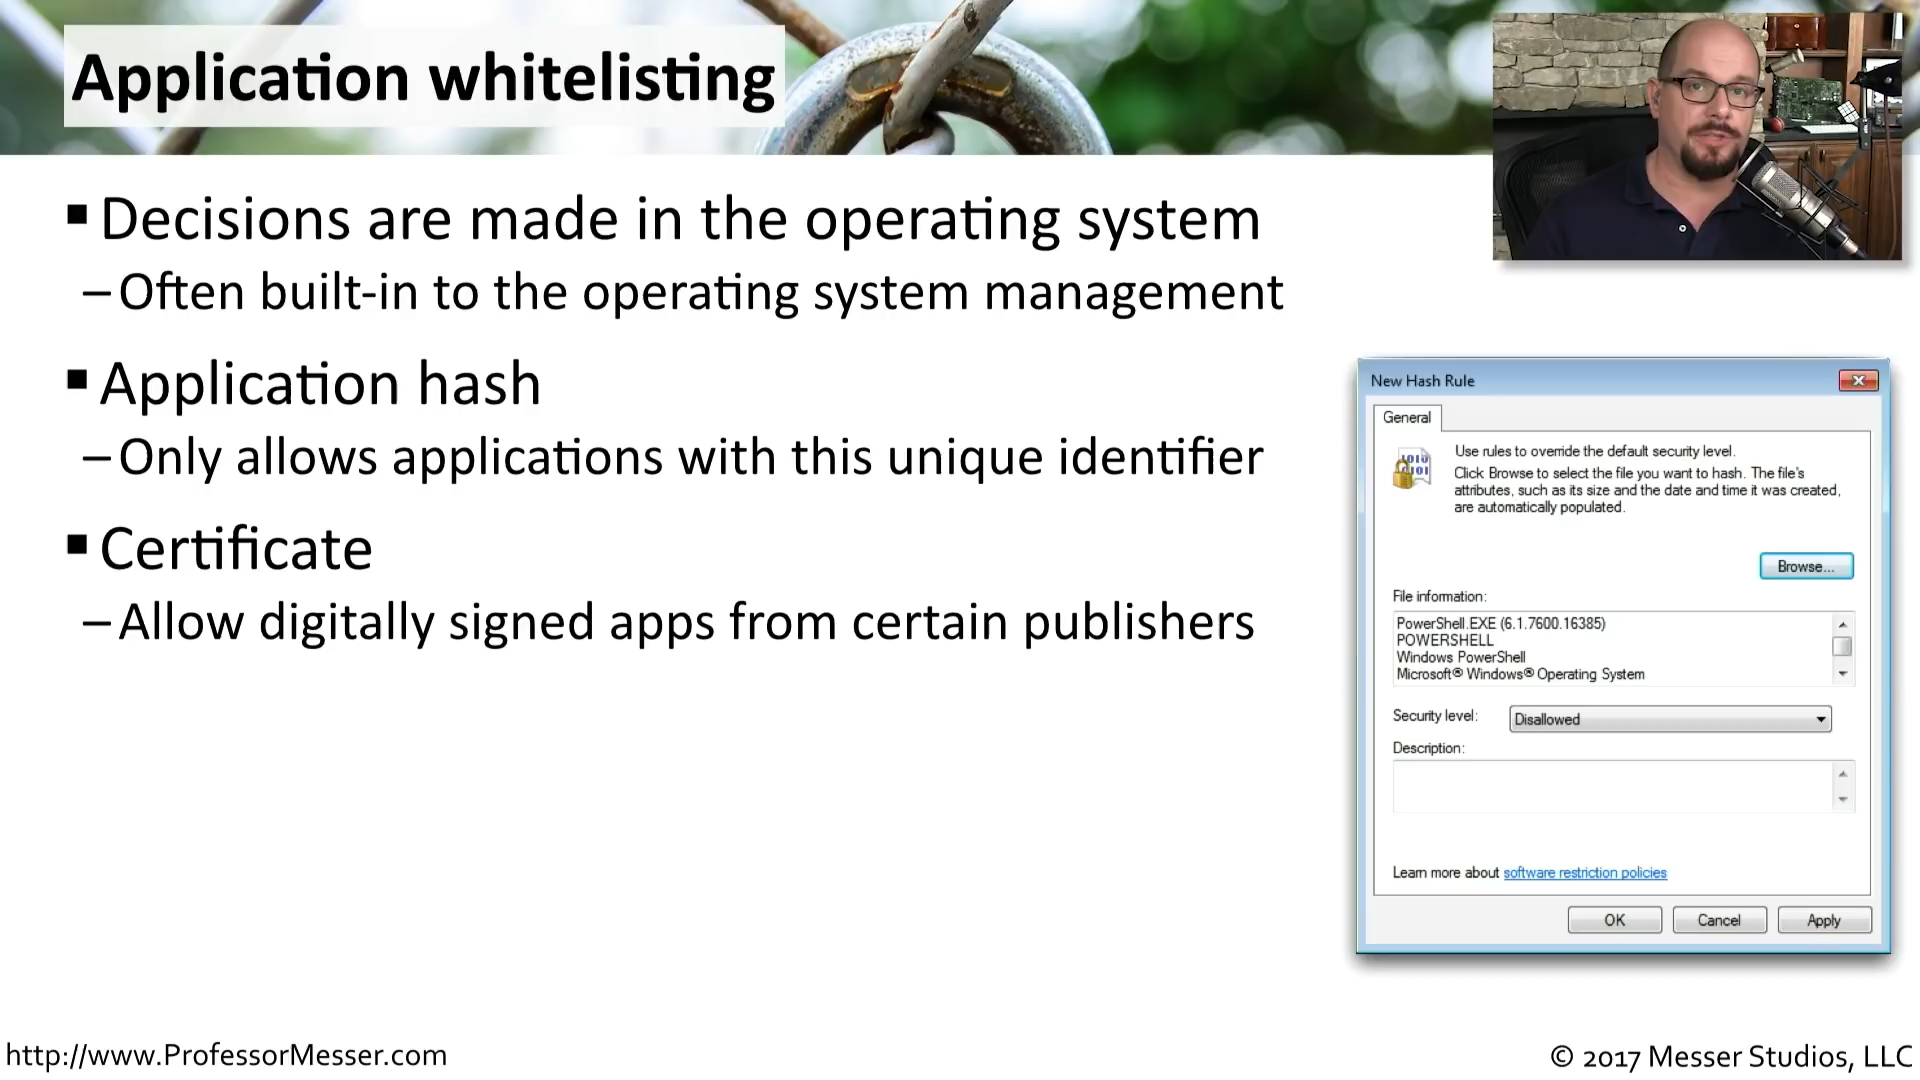 Application whitelisting
▪ Decisions are made in the operating system
– Often built-in to the operating system management
▪ Application hash
– Only allows applications with this unique identifier
▪ Certificate
– Allow digitally signed apps from certain publishers
New Hash Rule
General
Use rules to override the default security level.
Click Browse to select the file you want to hash. The file's
attributes, such as its size and the date and time it was created,
are automatically populated.
Browse...
File information:
PowerShell.EXE (6.1.7600.16385)
POWERSHELL
Windows PowerShell
Microsoft® Windows® Operating System
Security level:
Disallowed
Description:
Learn more about software restriction policies
OK
Cancel
Apply
http://www.ProfessorMesser.com
© 2017 Messer Studios, LLC